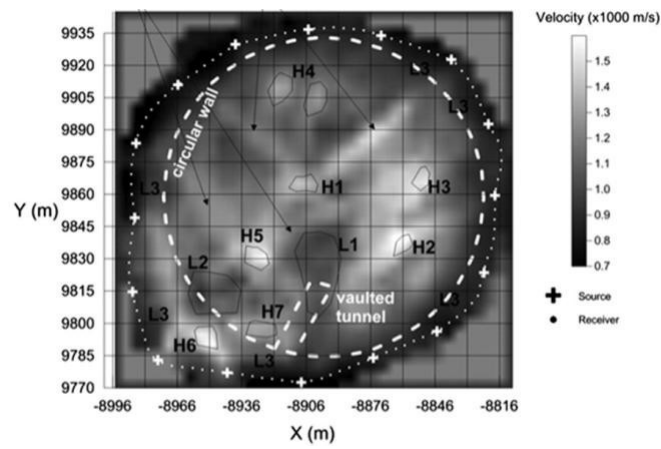 Velocity (x1000 m/s)
9935
9920
9905
9890
9875
9860
9845
9830
9815
9800
9785
9770
Y (m)
H4
L3
L3
circular wall
L3
H1
H3
H5
L1
H2
L2
L3
H7
vaulted
tunnel
L3
H6
L3
-8996
-8966
-8936
-8906
-8876
-8846
-8816
X (m)
1.5
1.4
1.3
1.2
1.1
1.0
0.9
0.8
0.7
Source
Receiver